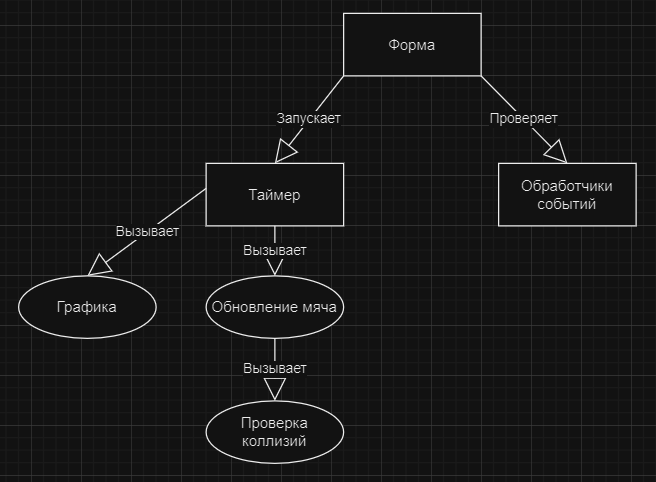 Форма
Запускает
Проверяет
Таймер
Обработчики
событий
Вызывает
Вызывает
Графика
Обновление мяча
Вызывает
Проверка
коллизий